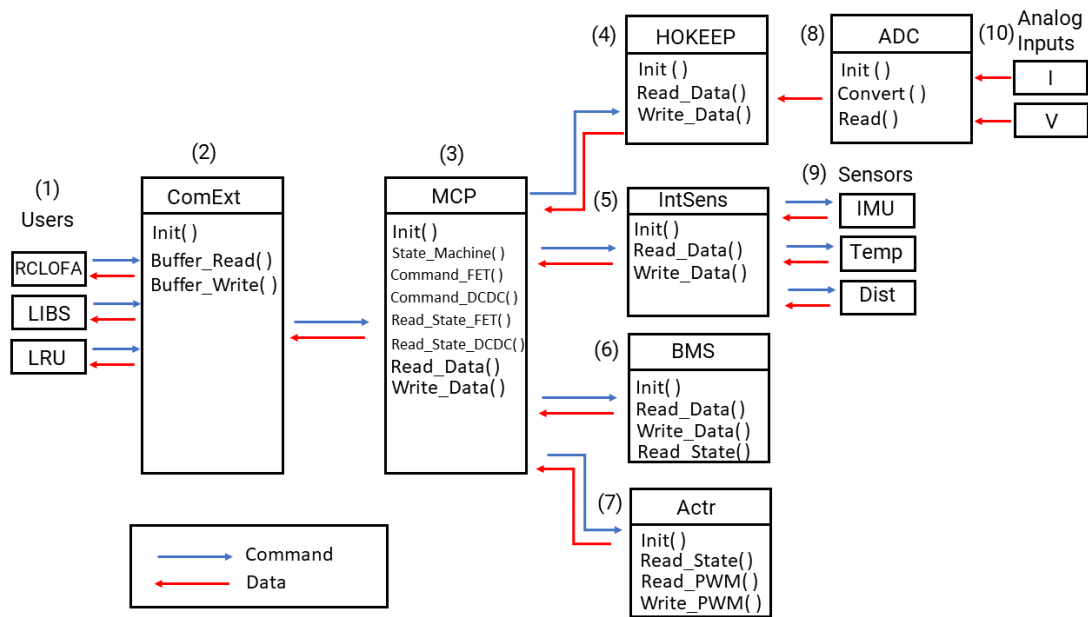 (1)
Users
RCLOFA
LIBS
LRU
(2)
ComExt
Init()
Buffer_Read()
Buffer_Write()
(3)
MCP
Init()
State_Machine()
Command_FET()
Command_DCDC()
Read_State_FET()
Read_State_DCDC()
Read_Data()
Write_Data()
(4)
HOKEEP
Init()
Read_Data()
Write_Data()
(8)
ADC
Init()
Convert()
Read()
(10)
Analog
Inputs
I
V
(5)
IntSens
Init()
Read_Data()
Write_Data()
(9)
Sensors
IMU
Temp
Dist
(6)
BMS
Init()
Read_Data()
Write_Data()
Read_State()
(7)
Actr
Init()
Read_State()
Read_PWM()
Write_PWM()
Command
Data